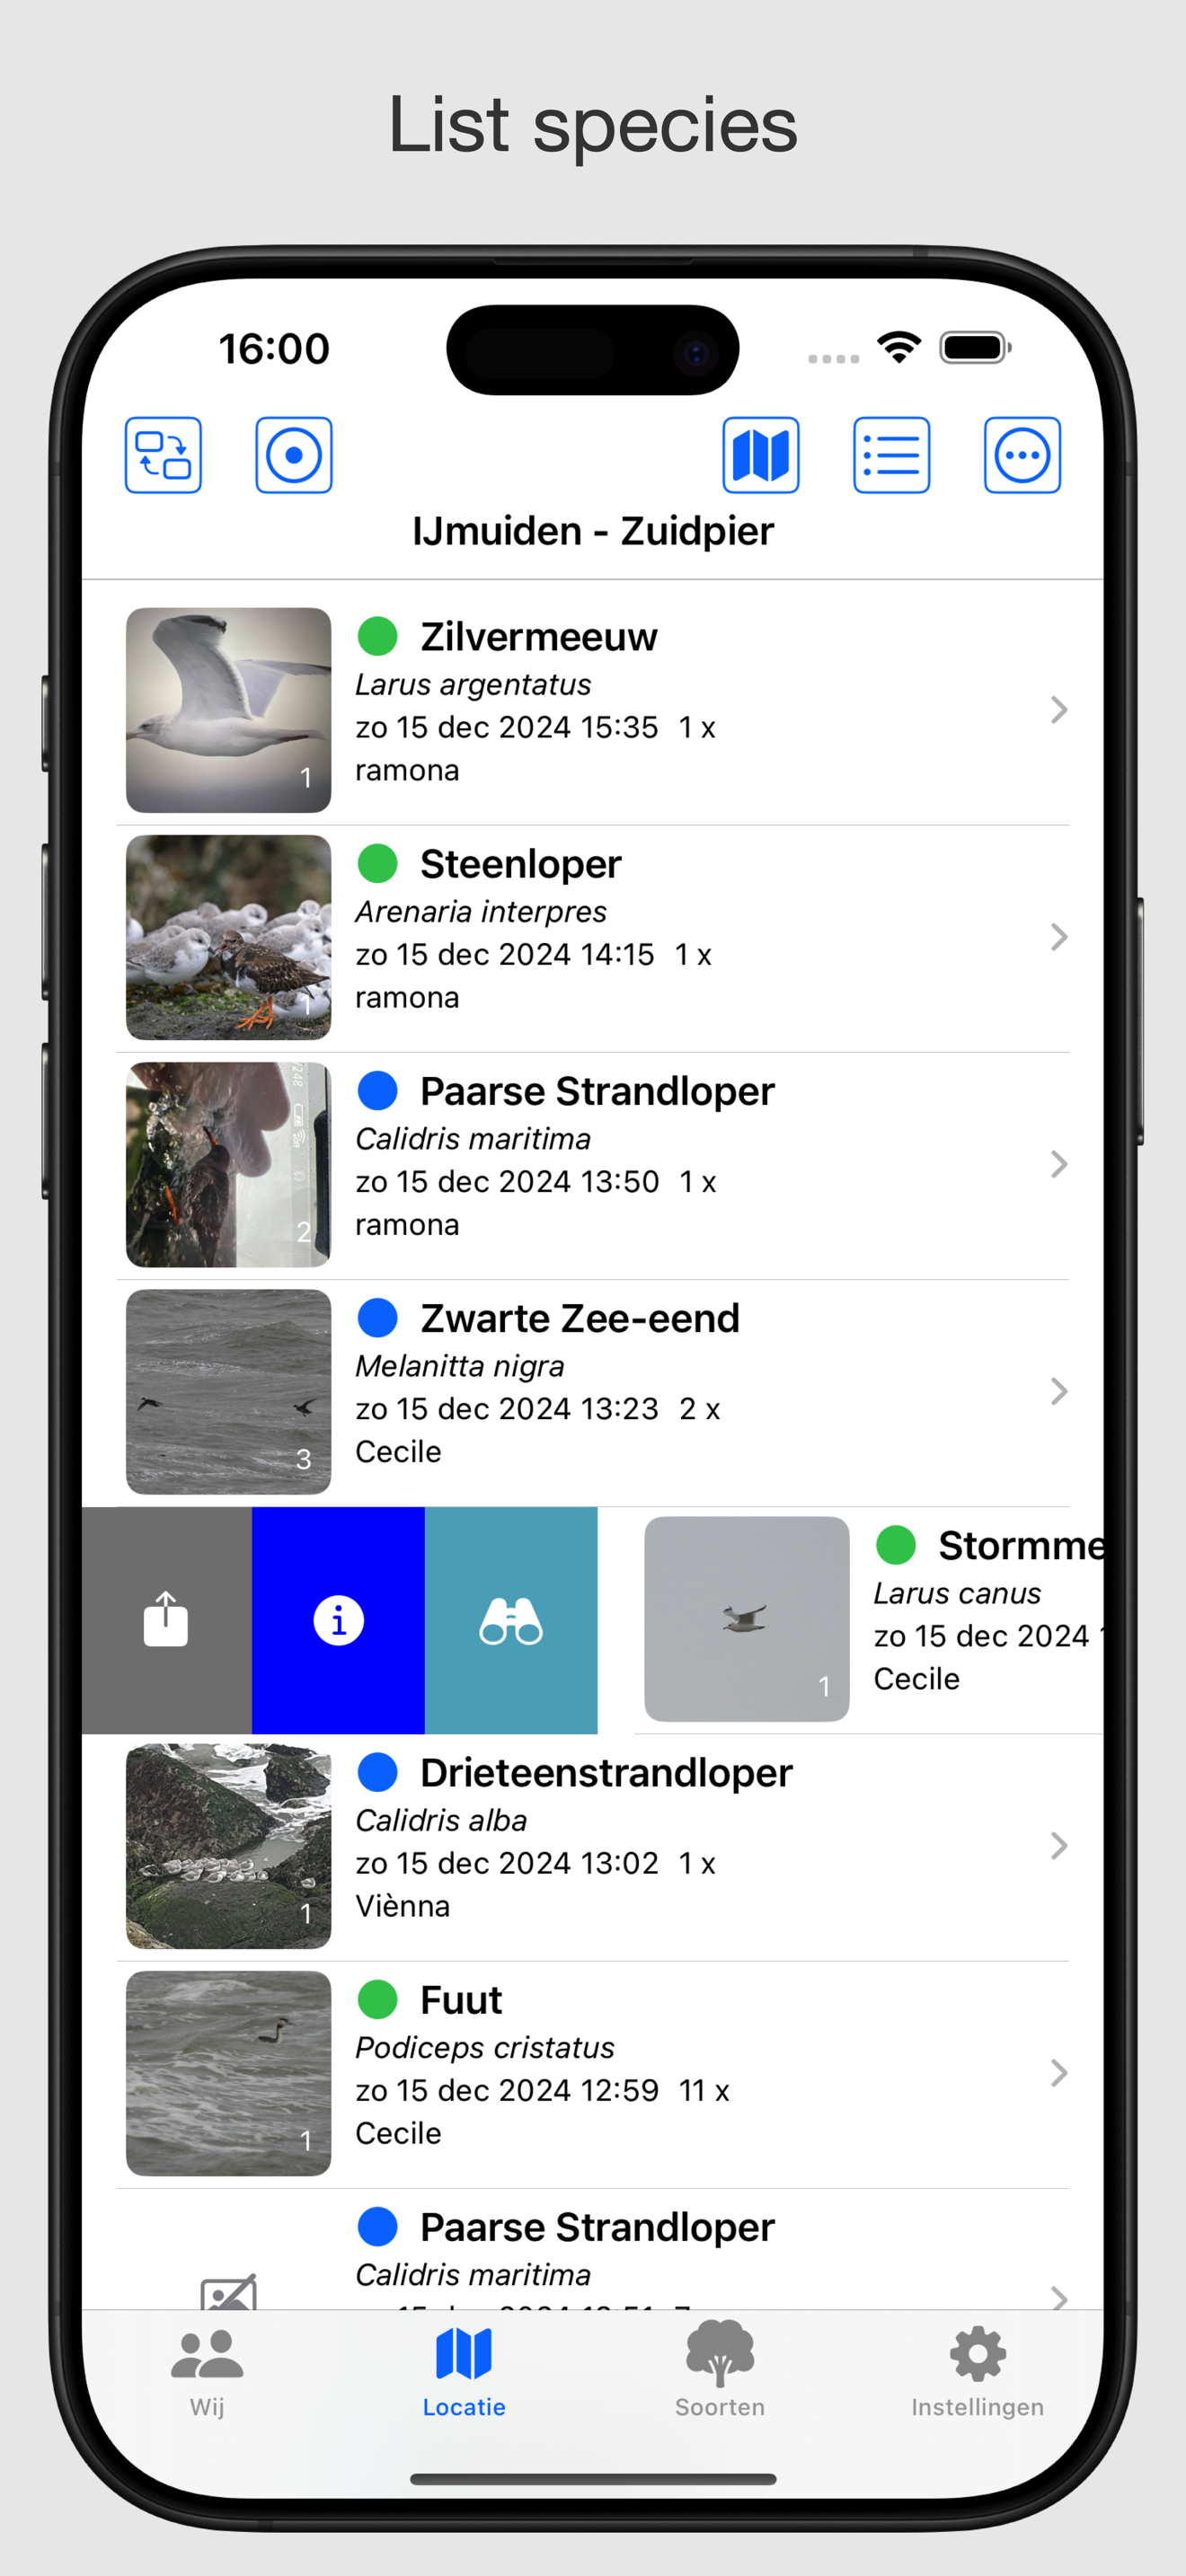 List species
16:00
IJmuiden - Zuidpier
Zilvermeeuw
Larus argentatus
zo 15 dec 2024 15:35 1 x
ramona
1
Steenloper
Arenaria interpres
zo 15 dec 2024 14:15 1 x
ramona
1
Paarse Strandloper
Calidris maritima
zo 15 dec 2024 13:50 1 x
ramona
2
Zwarte Zee-eend
Melanitta nigra
zo 15 dec 2024 13:23 2 x
Cecile
3
Stormme
Larus canus
zo 15 dec 2024
Cecile
1
Drieteenstrandloper
Calidris alba
zo 15 dec 2024 13:02 1 x
Viènna
1
Fuut
Podiceps cristatus
zo 15 dec 2024 12:59 11 x
Cecile
1
Paarse Strandloper
Calidris maritima
Wij
Locatie
Soorten
Instellingen